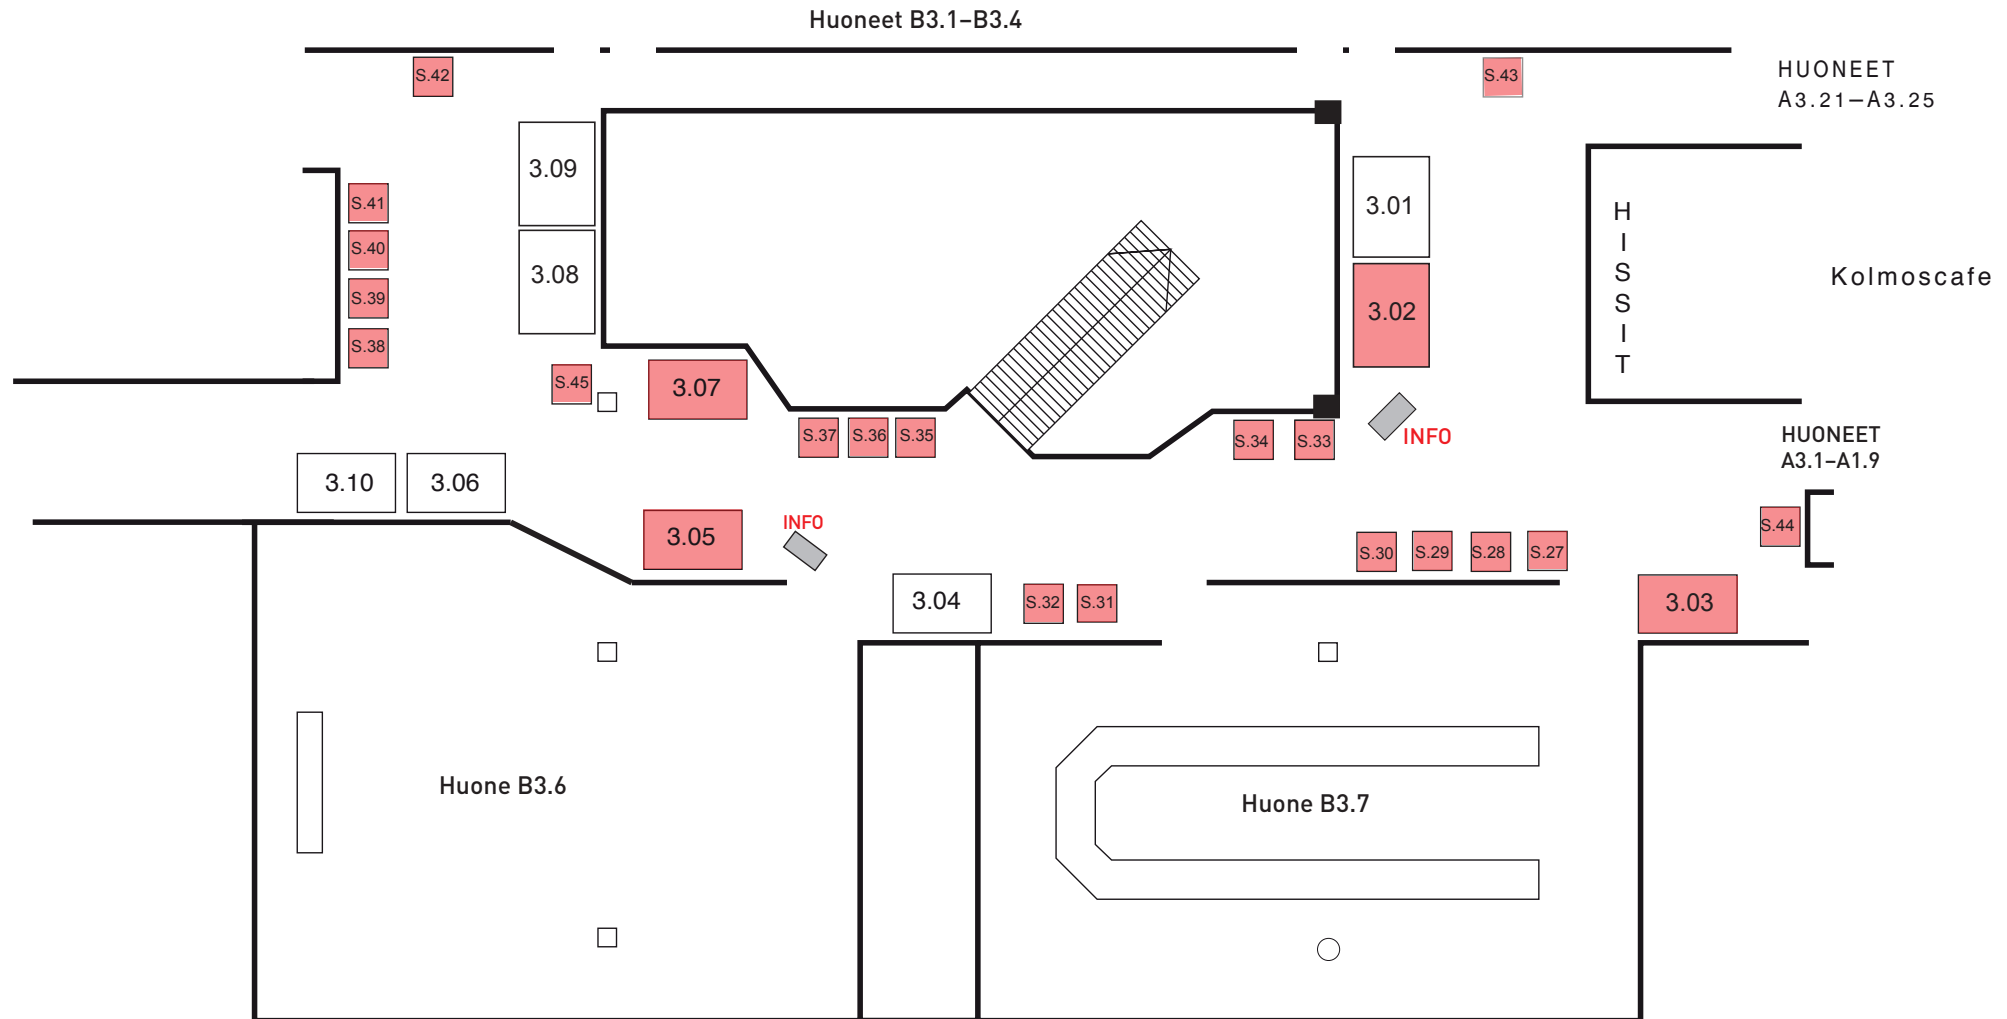 Huoneet B3.1–B3.4
S.42
S.43
HUONEET
A3.21–A3.25
3.09
3.01
S.41
S.40
3.08
S.39
3.02
HISSIT
Kolmoscafe
S.38
S.45
3.07
S.37
S.36
S.35
S.34
S.33
INFO
HUONEET
A3.1–A1.9
3.10
3.06
3.05
INFO
S.44
S.30
S.29
S.28
S.27
3.04
S.32
S.31
3.03
Huone B3.6
Huone B3.7